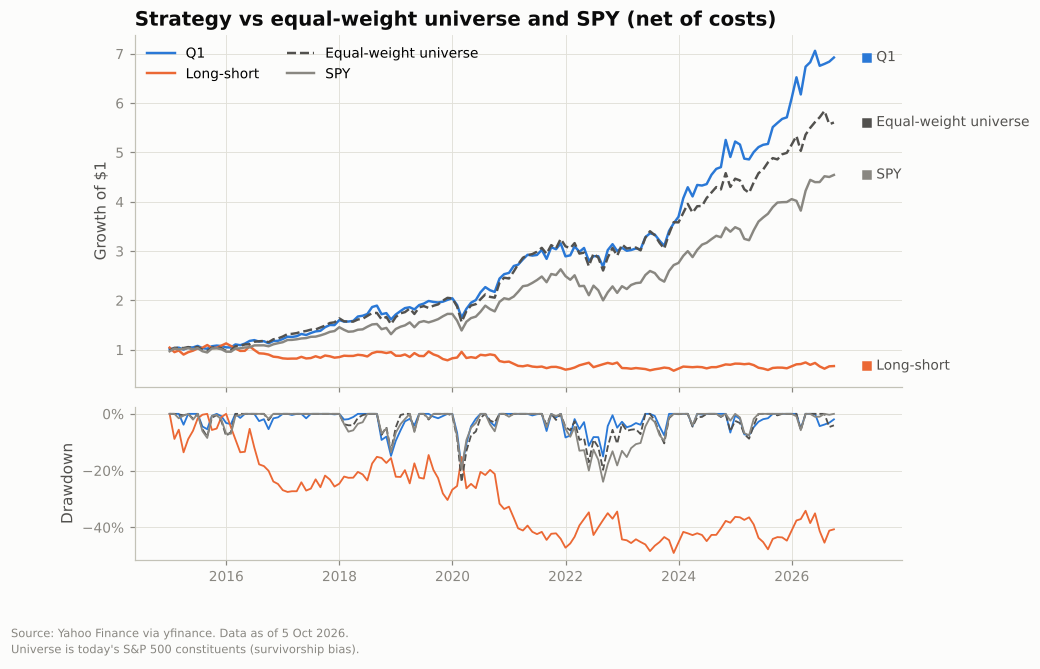 Strategy vs equal-weight universe and SPY (net of costs)
Q1
Long-short
Equal-weight universe
SPY
7
6
5
4
3
2
1
Growth of $1
Q1
Equal-weight universe
SPY
Long-short
0%
−20%
−40%
Drawdown
2016
2018
2020
2022
2024
2026
Source: Yahoo Finance via yfinance. Data as of 5 Oct 2026.
Universe is today's S&P 500 constituents (survivorship bias).